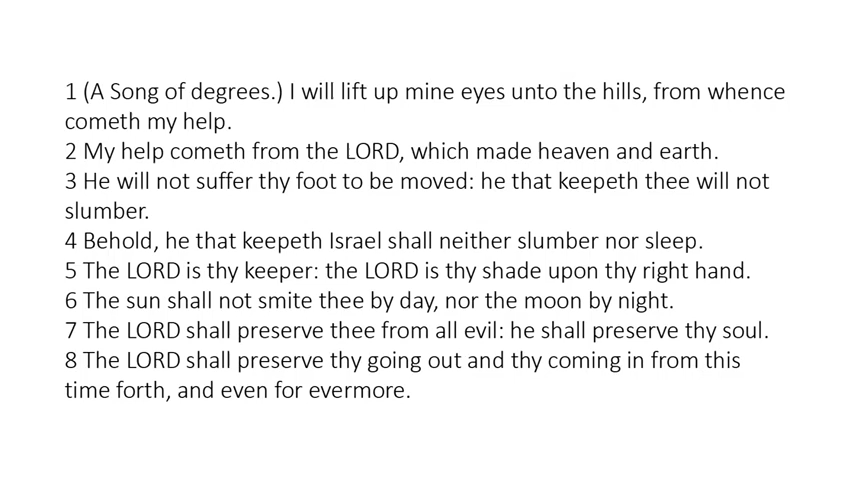 1 (A Song of degrees.) I will lift up mine eyes unto the hills, from whence
cometh my help.
2 My help cometh from the LORD, which made heaven and earth.
3 He will not suffer thy foot to be moved: he that keepeth thee will not
slumber.
4 Behold, he that keepeth Israel shall neither slumber nor sleep.
5 The LORD is thy keeper: the LORD is thy shade upon thy right hand.
6 The sun shall not smite thee by day, nor the moon by night.
7 The LORD shall preserve thee from all evil: he shall preserve thy soul.
8 The LORD shall preserve thy going out and thy coming in from this
time forth, and even for evermore.